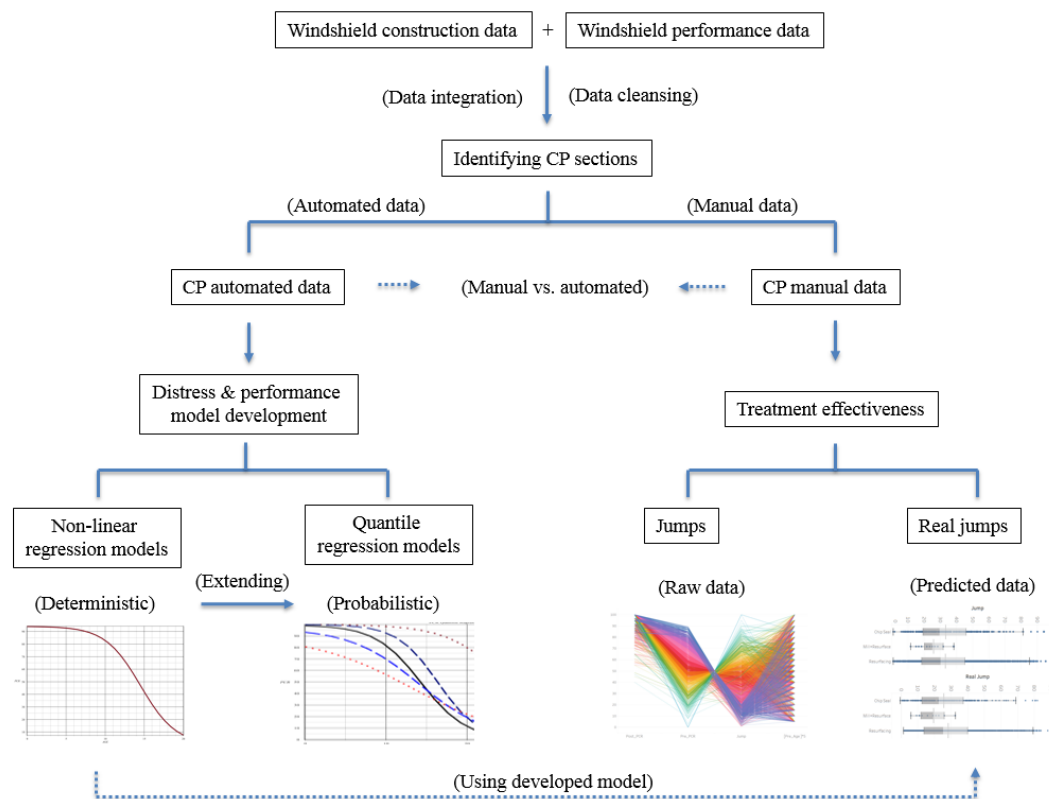 Windshield construction data + Windshield performance data
(Data integration) (Data cleansing)
Identifying CP sections
(Automated data) (Manual data)
CP automated data (Manual vs. automated) CP manual data
Distress & performance
model development
Treatment effectiveness
Non-linear
regression models
Quantile
regression models
Jumps
Real jumps
(Extending)
(Deterministic)
(Probabilistic)
(Raw data)
(Predicted data)
Jump
Real Jump
(Using developed model)